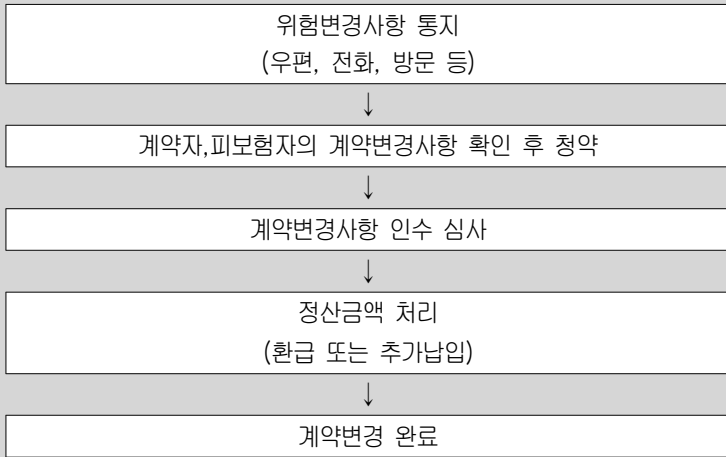 위험변경사항 통지
(우편, 전화, 방문 등)
↓
계약자,피보험자의 계약변경사항 확인 후 청약
↓
계약변경사항 인수 심사
↓
정산금액 처리
(환급 또는 추가납입)
↓
계약변경 완료